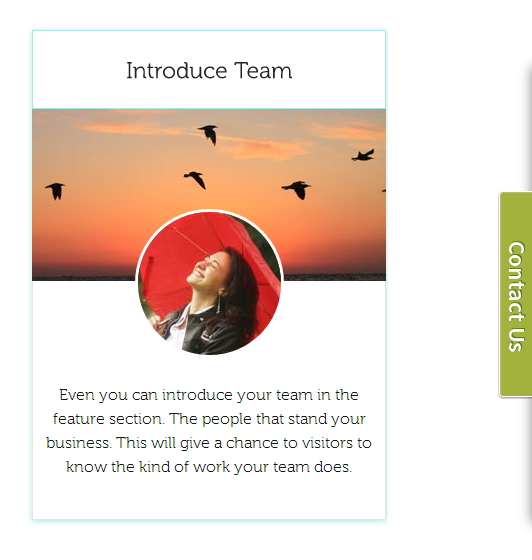 Introduce Team
Contact Us
Even you can introduce your team in the
feature section. The people that stand your
business. This will give a chance to visitors to
know the kind of work your team does.